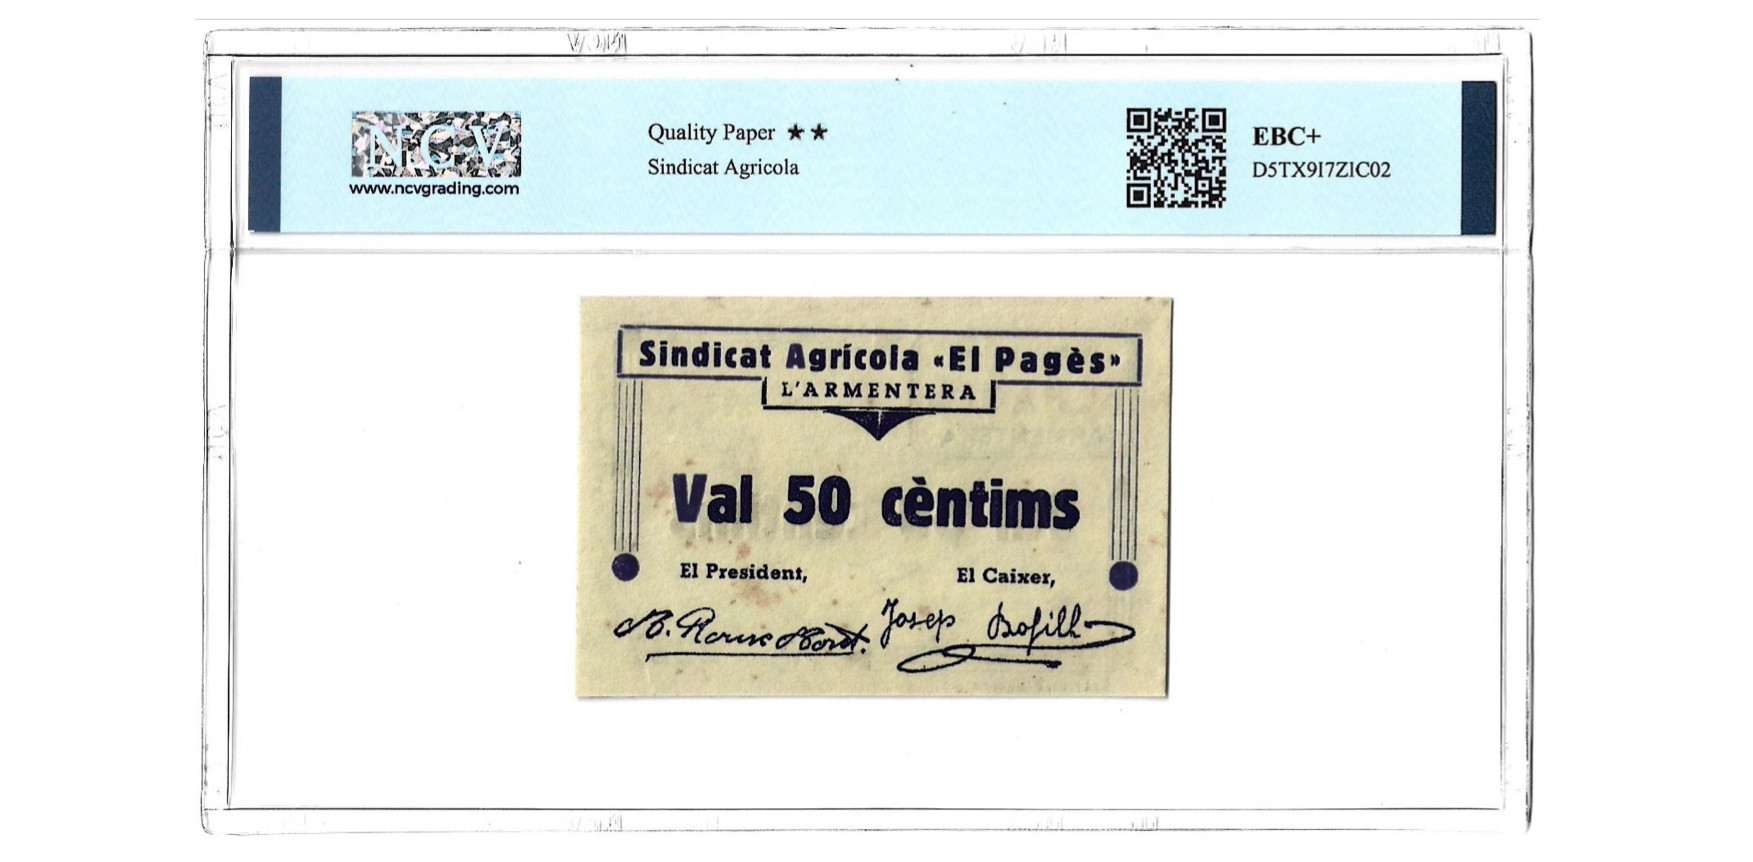 NCV
www.ncvgrading.com
Quality Paper ★★
Sindicat Agricola
EBC+
D5TX9I7ZIC02
Sindicat Agrícola «El Pagès»
L'ARMENTERA
Val 50 cèntims
El President,
El Caixer,
Josep Bofill